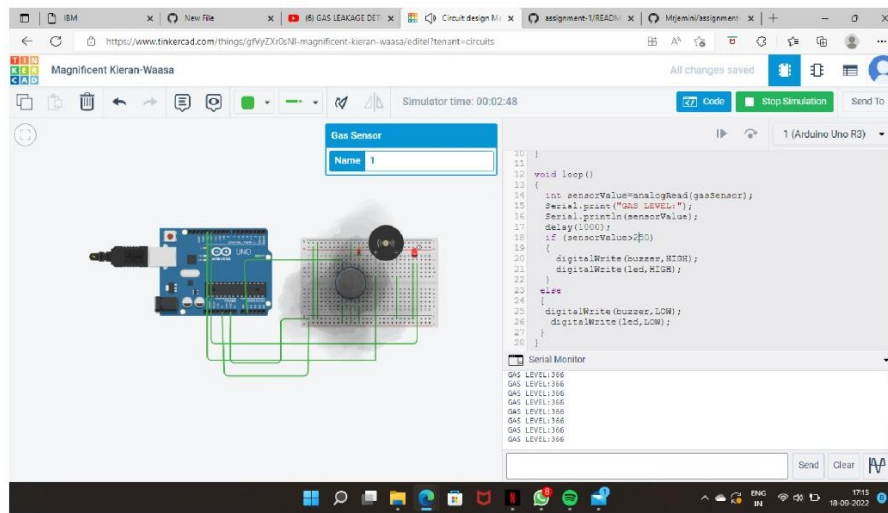 IBM
New File
(6) GAS LEAKAGE DET
Circuit design Ma
assignment-1/READM
Mrjemini/assignment
https://www.tinkercad.com/things/gfVyZXr0sNl-magnificent-kieran-waasa/editel?tenant=circuits
TIN
KER
CAD
Magnificent Kieran-Waasa
All changes saved
Simulator time: 00:02:48
Code
Stop Simulation
Send To
Gas Sensor
Name 1
1 (Arduino Uno R3)
10 }
11
12 void loop()
13 {
14 int sensorValue=analogRead(gasSensor);
15 Serial.print("GAS LEVEL:");
16 Serial.println(sensorValue);
17 delay(1000);
18 if (sensorValue>250)
19 {
20 digitalWrite(buzzer,HIGH);
21 digitalWrite(led,HIGH);
22 }
23 else
24 {
25 digitalWrite(buzzer,LOW);
26 digitalWrite(led,LOW);
27 }
28 }
UNO
Serial Monitor
GAS LEVEL:366
GAS LEVEL:366
GAS LEVEL:366
GAS LEVEL:366
GAS LEVEL:366
GAS LEVEL:366
GAS LEVEL:366
GAS LEVEL:366
Send
Clear
ENG
IN
17:15
18-09-2022